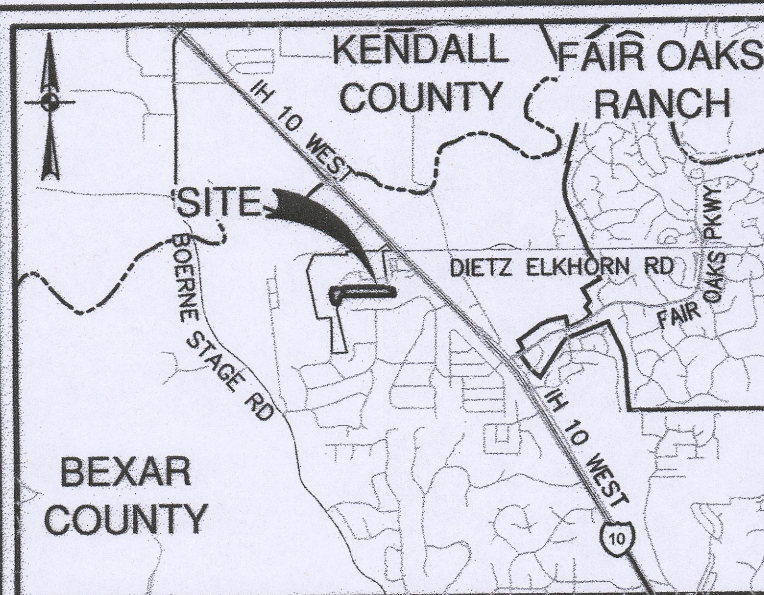 KENDALL
COUNTY
FAIR OAKS
RANCH
IH 10 WEST
SITE
BOERNE STAGE RD
DIETZ ELKHORN RD
FAIR OAKS PKWY
IH 10 WEST
BEXAR
COUNTY
10